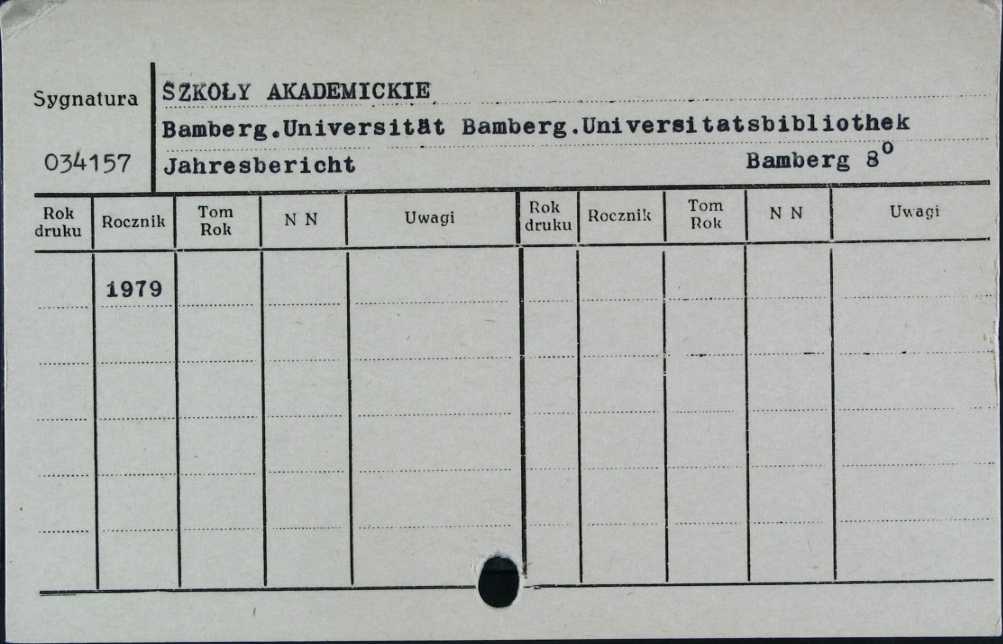 Sygnatura
SZKOŁY AKADEMICKIE
Bamberg.Universität Bamberg.Universitatsbibliothek
034157
Jahresbericht Bamberg 8⁰
Rok druku Rocznik Tom Rok N N Uwagi Rok druku Rocznik Tom Rok N N Uwagi
1979